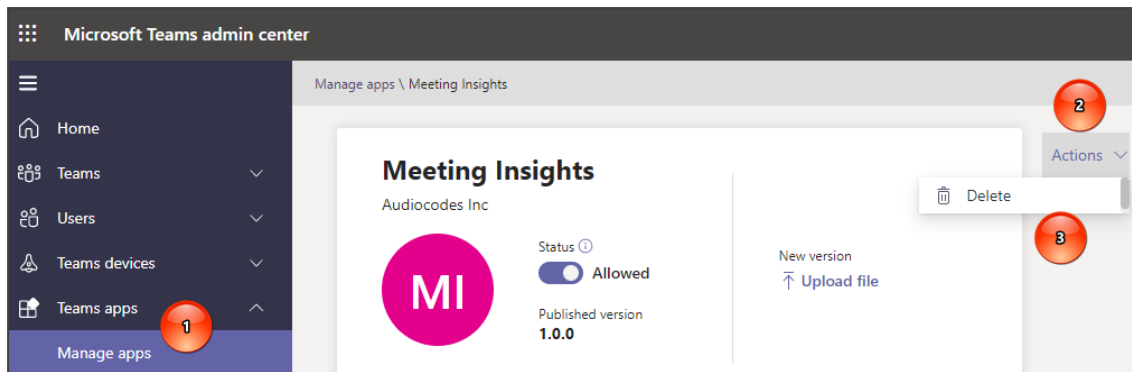 Microsoft Teams admin center
Manage apps \ Meeting Insights
Home
Teams
Users
Teams devices
Teams apps
1
Manage apps
2
Actions
Delete
3
Meeting Insights
Audiocodes Inc
MI
Status
Allowed
Published version
1.0.0
New version
Upload file